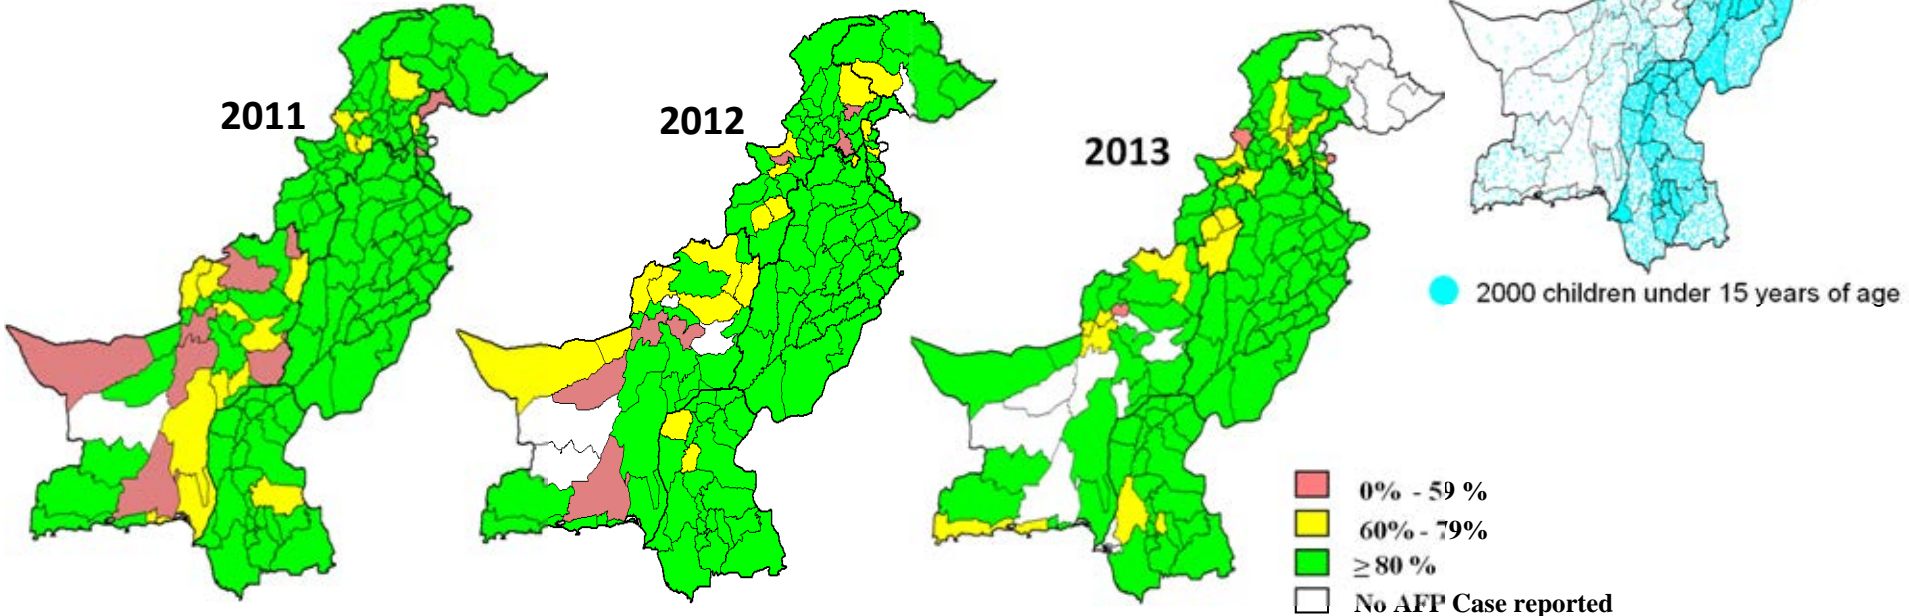 2011
2012
2013
2000 children under 15 years of age
0% - 59 %
60% - 79%
≥ 80 %
No AFP Case reported